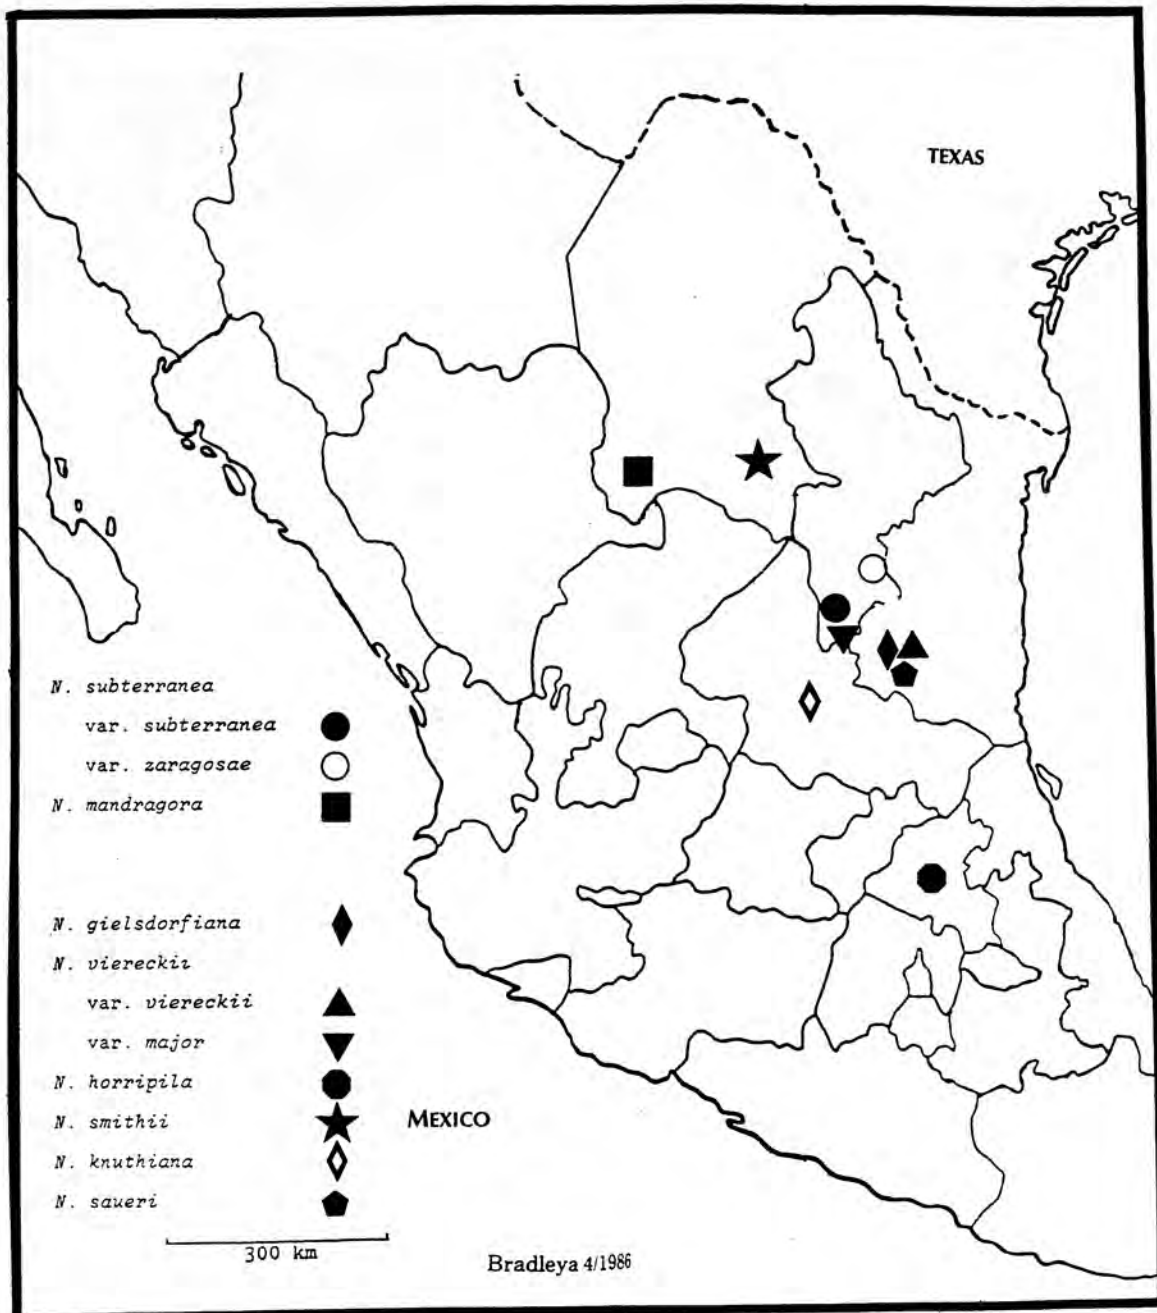 TEXAS
N. subterranea
var. subterranea
var. zaragosae
N. mandragora
N. gielsdorfiana
N. viereckii
var. viereckii
var. major
N. horripila
N. smithii
N. knuthiana
N. saueri
MEXICO
300 km
Bradleya 4/1986